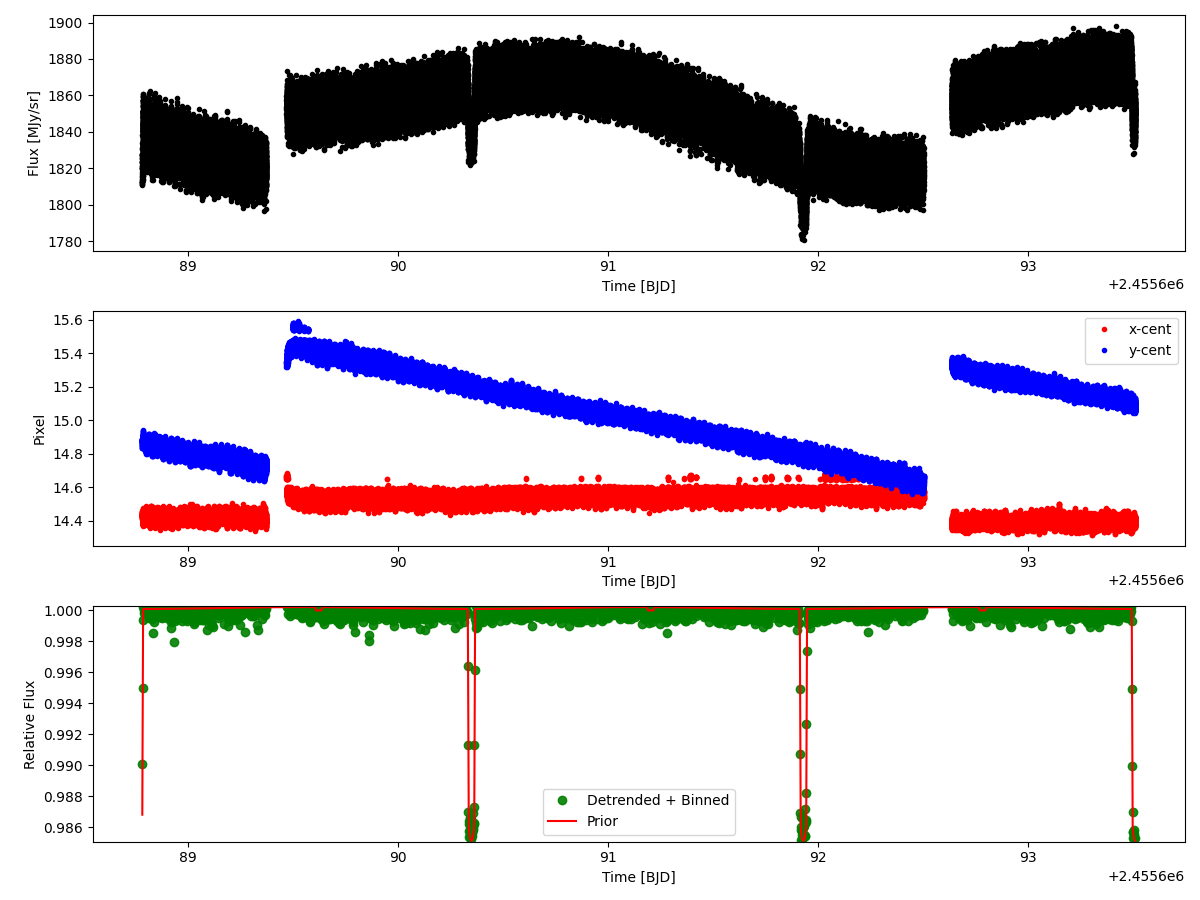 1900
1880
1860
1840
1820
1800
1780
Flux [MJy/sr]
89 90 91 92 93
Time [BJD]
+2.4556e6
15.6
15.4
15.2
15.0
14.8
14.6
14.4
Pixel
x-cent
y-cent
89 90 91 92 93
Time [BJD]
+2.4556e6
1.000
0.998
0.996
0.994
0.992
0.990
0.988
0.986
Relative Flux
Detrended + Binned
Prior
89 90 91 92 93
Time [BJD]
+2.4556e6